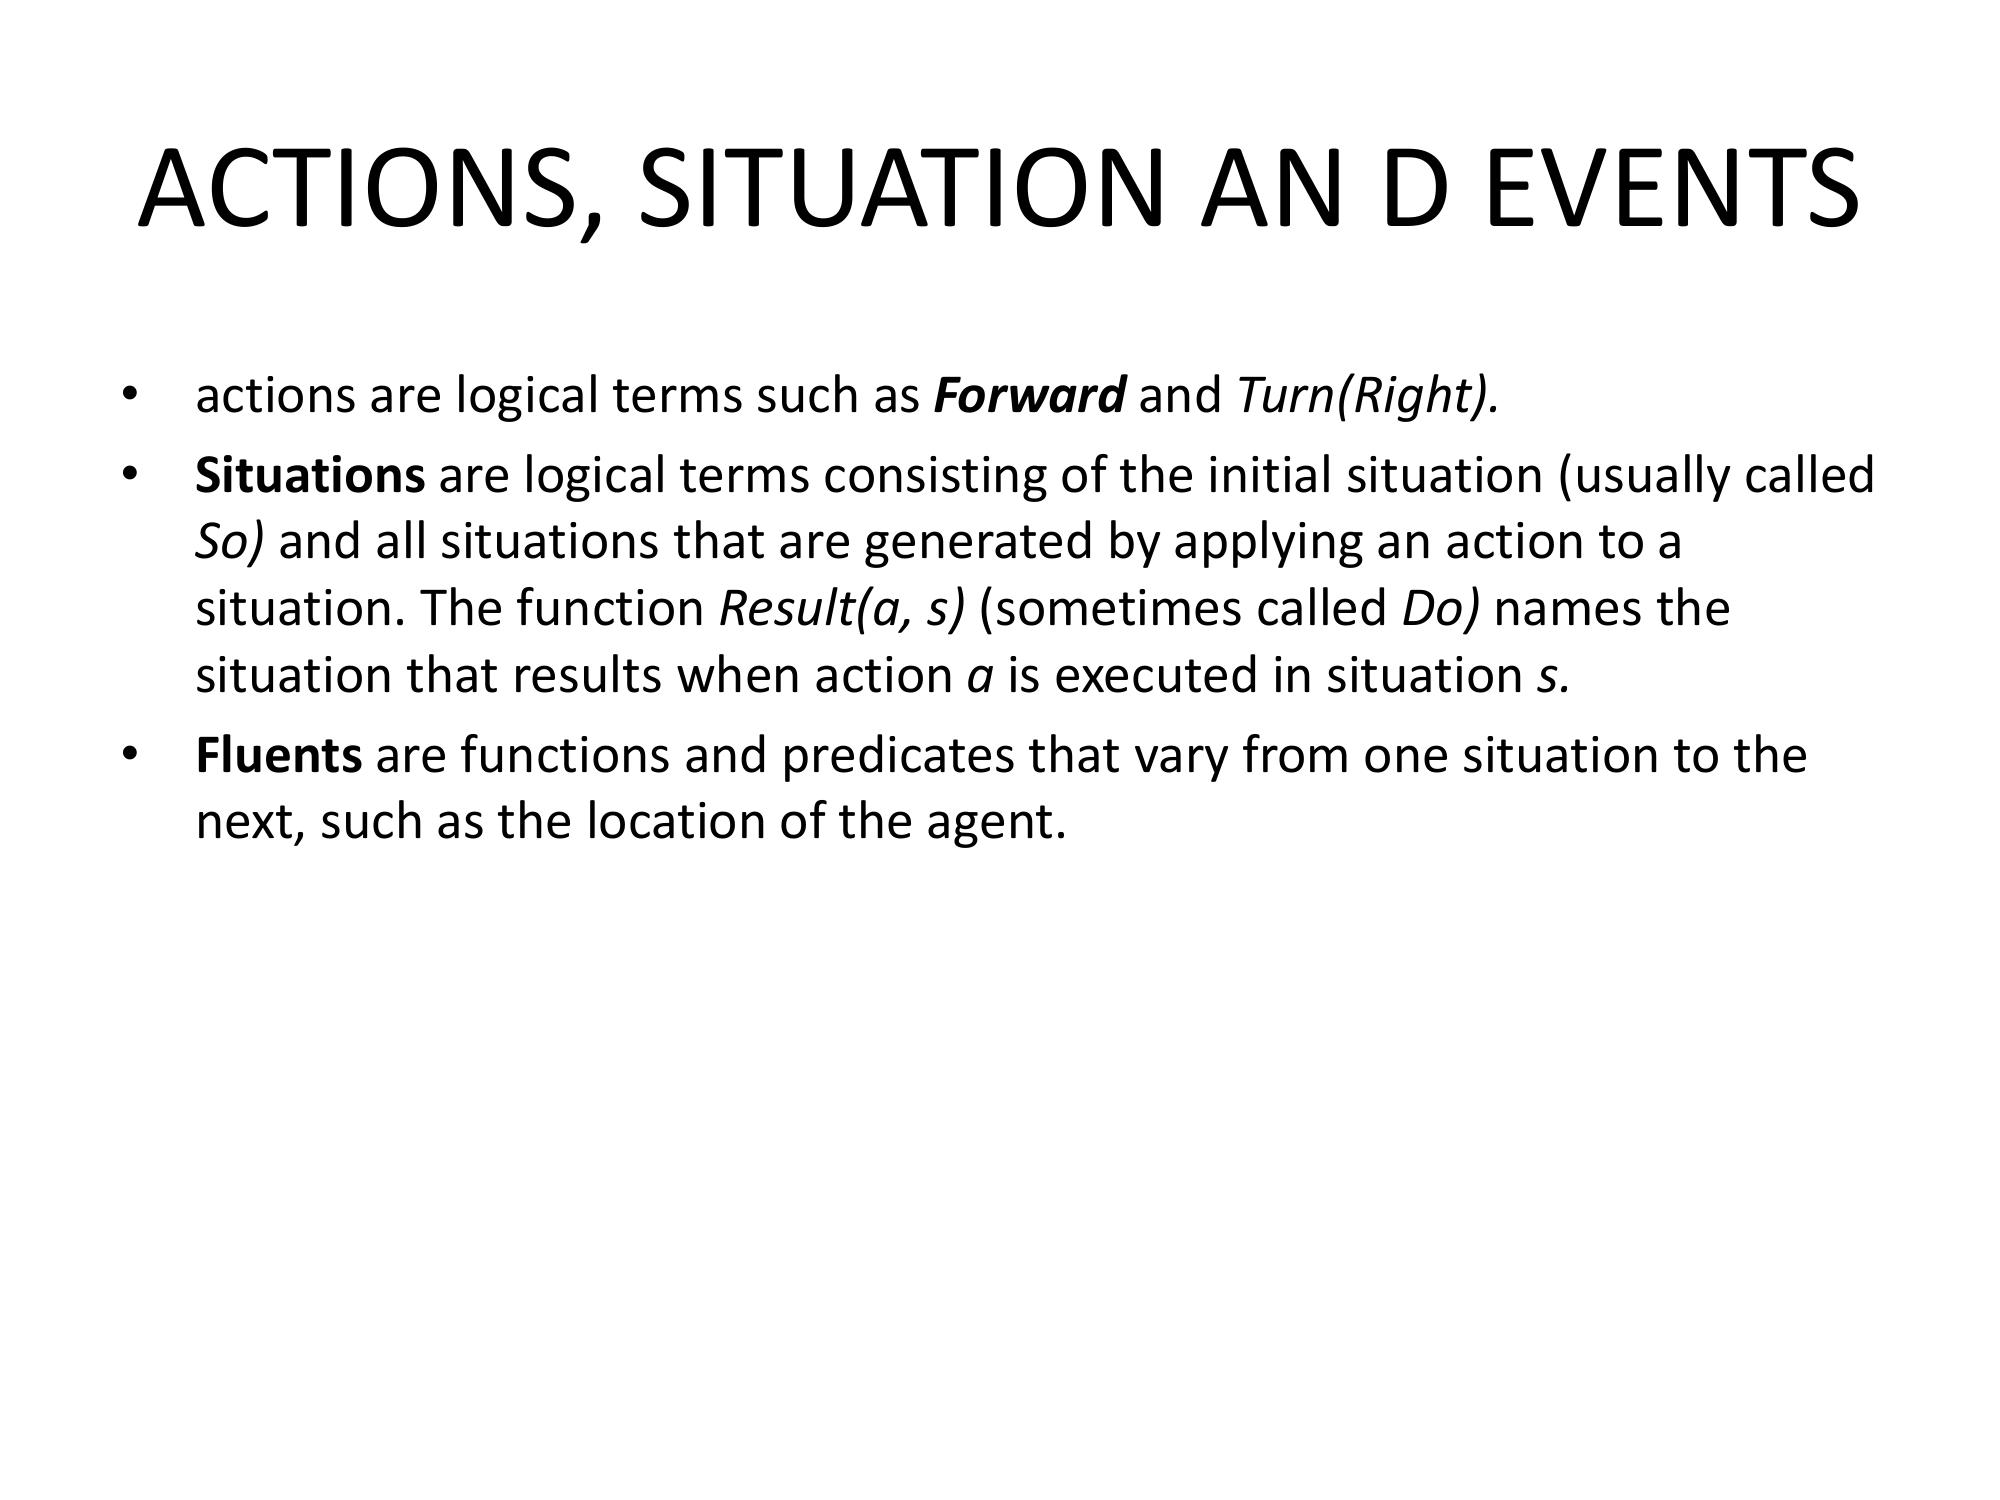 ACTIONS, SITUATION AN D EVENTS
• actions are logical terms such as Forward and Turn(Right).
• Situations are logical terms consisting of the initial situation (usually called
So) and all situations that are generated by applying an action to a
situation. The function Result(a, s) (sometimes called Do) names the
situation that results when action a is executed in situation s.
• Fluents are functions and predicates that vary from one situation to the
next, such as the location of the agent.